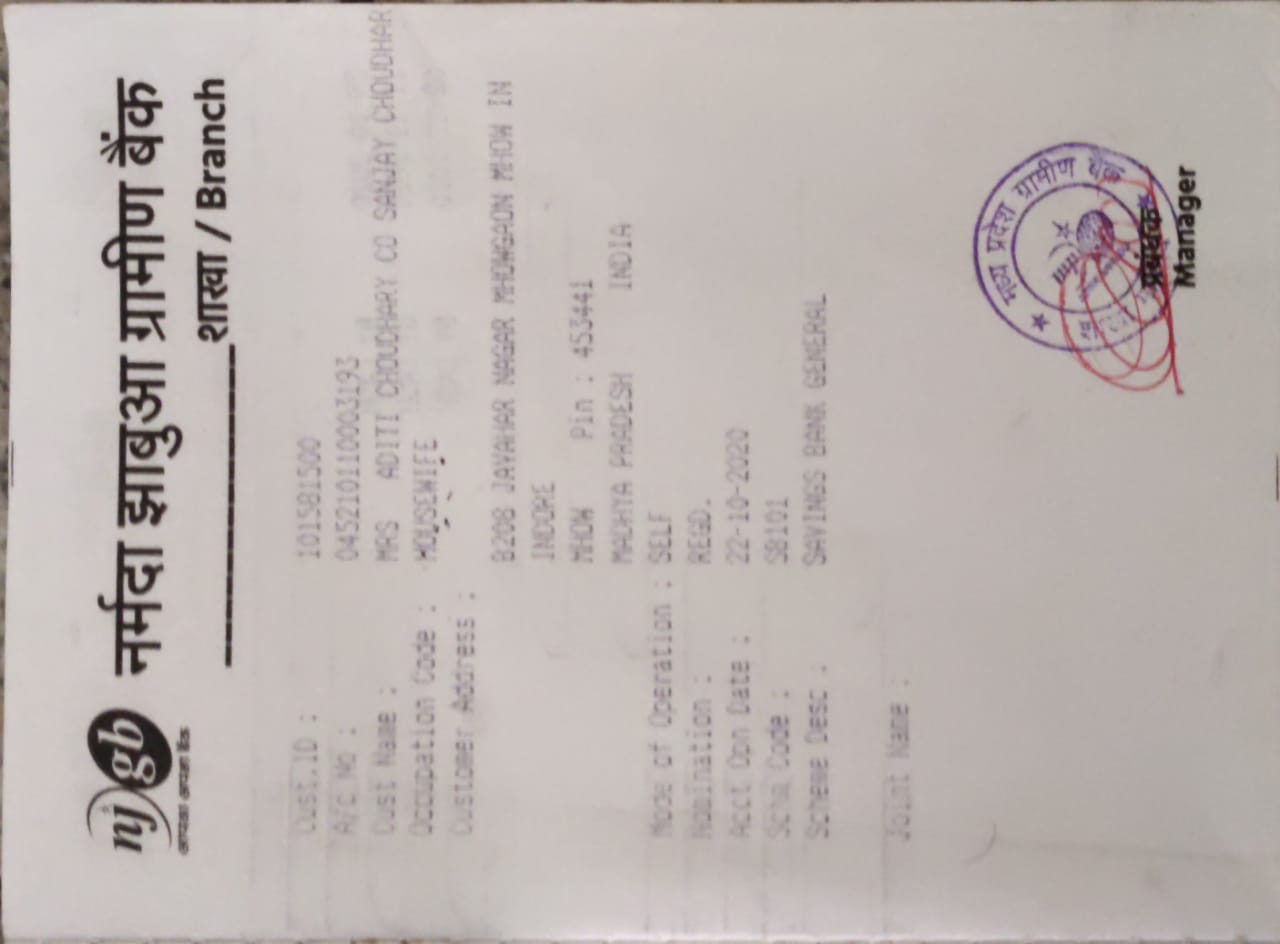 njgb
नर्मदा झाबुआ ग्रामीण बैंक
शाखा / Branch
Cust.ID : 101581500
A/C No : 045210110003193
Cust Name : MRS ADITI CHOUDHARY CO SANJAY CHOUDHAR
Occupation Code : HOUSEWIFE
Customer Address :
B208 JAVAHAR NAGAR MHOWGAON MHOW IN
INDORE
MHOW Pin : 453441
MADHYA PRADESH INDIA
Mode of Operation : SELF
Nomination : REGD.
Acct Opn Date : 22-10-2020
Schm Code : SB101
Scheme Desc : SAVINGS BANK GENERAL
Joint Name :
मध्य प्रदेश ग्रामीण बैंक
प्रबंधक
Manager